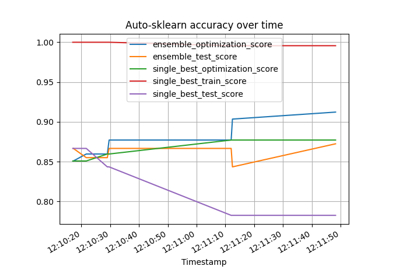 Auto-sklearn accuracy over time
1.00
0.95
0.90
0.85
0.80
ensemble_optimization_score
ensemble_test_score
single_best_optimization_score
single_best_train_score
single_best_test_score
12:10:20
12:10:30
12:10:40
12:10:50
12:11:00
12:11:10
12:11:20
12:11:30
12:11:40
12:11:50
Timestamp